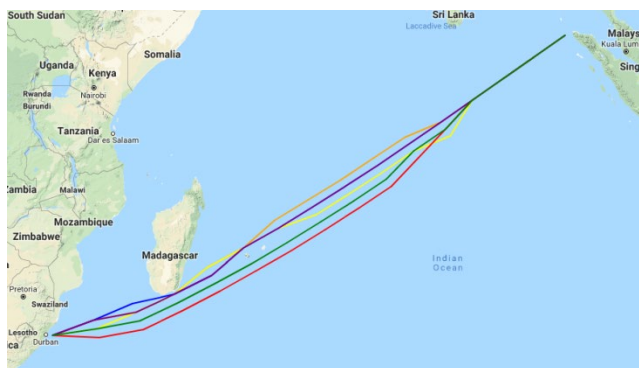 South Sudan
Sri Lanka
Laccadive Sea
Malays
Kuala Lum
Sing
Somalia
Uganda
Kenya
Nairobi
Rwanda
Burundi
Tanzania
Dar es Salaam
Zambia
Malawi
Mozambique
Zimbabwe
Madagascar
Indian
Ocean
Pretoria
Swaziland
Lesotho
Durban
ica